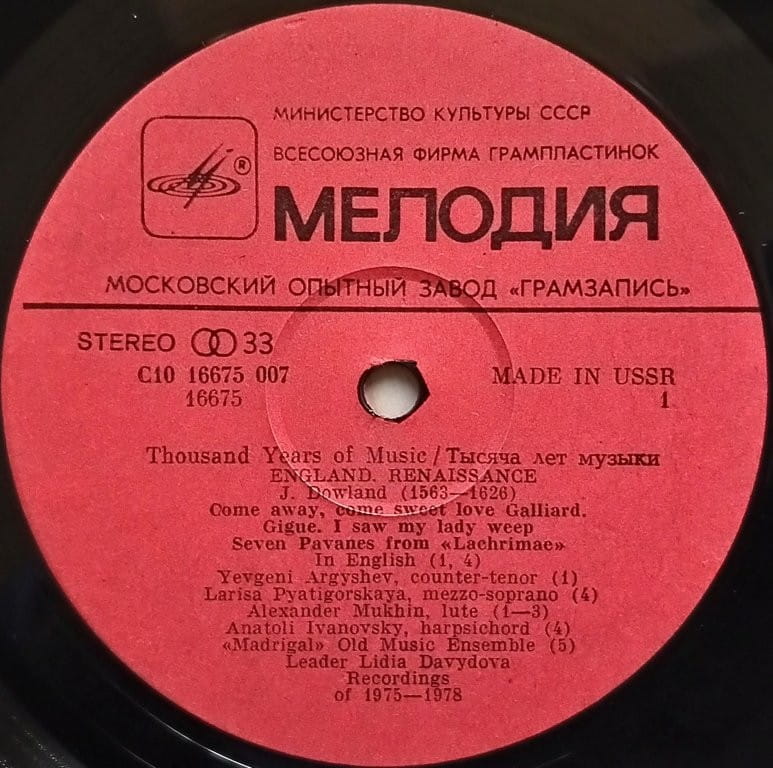 МИНИСТЕРСТВО КУЛЬТУРЫ СССР
ВСЕСОЮЗНАЯ ФИРМА ГРАМПЛАСТИНОК
®
МЕЛОДИЯ
МОСКОВСКИЙ ОПЫТНЫЙ ЗАВОД «ГРАМЗАПИСЬ»
STEREO 33
С10 16675 007 MADE IN USSR
16675 1
Thousand Years of Music/Тысяча лет музыки
ENGLAND. RENAISSANCE
J. Dowland (1563—1626)
Come away, come sweet love Galliard.
Gigue. I saw my lady weep
Seven Pavanes from «Lachrimae»
In English (1, 4)
Yevgeni Argyshev, counter-tenor (1)
Larisa Pyatigorskaya, mezzo-soprano (4)
Alexander Mukhin, lute (1—3)
Anatoli Ivanovsky, harpsichord (4)
«Madrigal» Old Music Ensemble (5)
Leader Lidia Davydova
Recordings
of 1975—1978